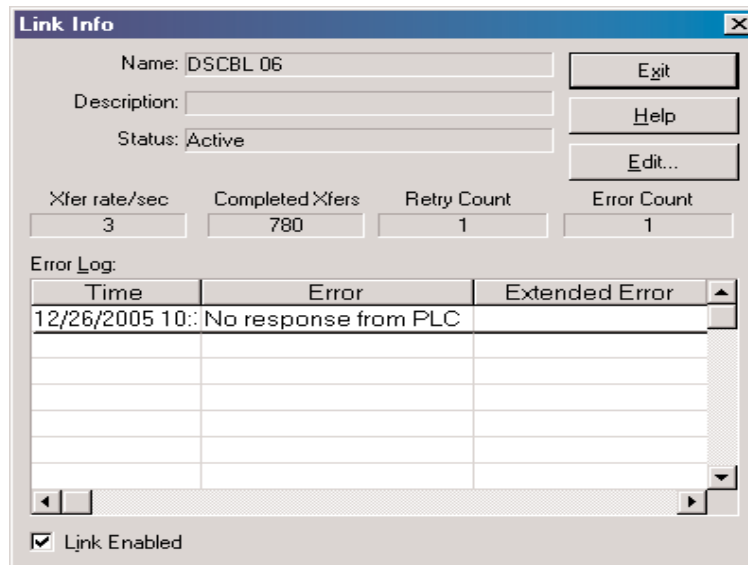 Link Info
Name: DSCBL 06
Exit
Description:
Help
Status: Active
Edit...
Xfer rate/sec Completed Xfers Retry Count Error Count
3 780 1 1
Error Log:
Time Error Extended Error
12/26/2005 10: No response from PLC
Link Enabled